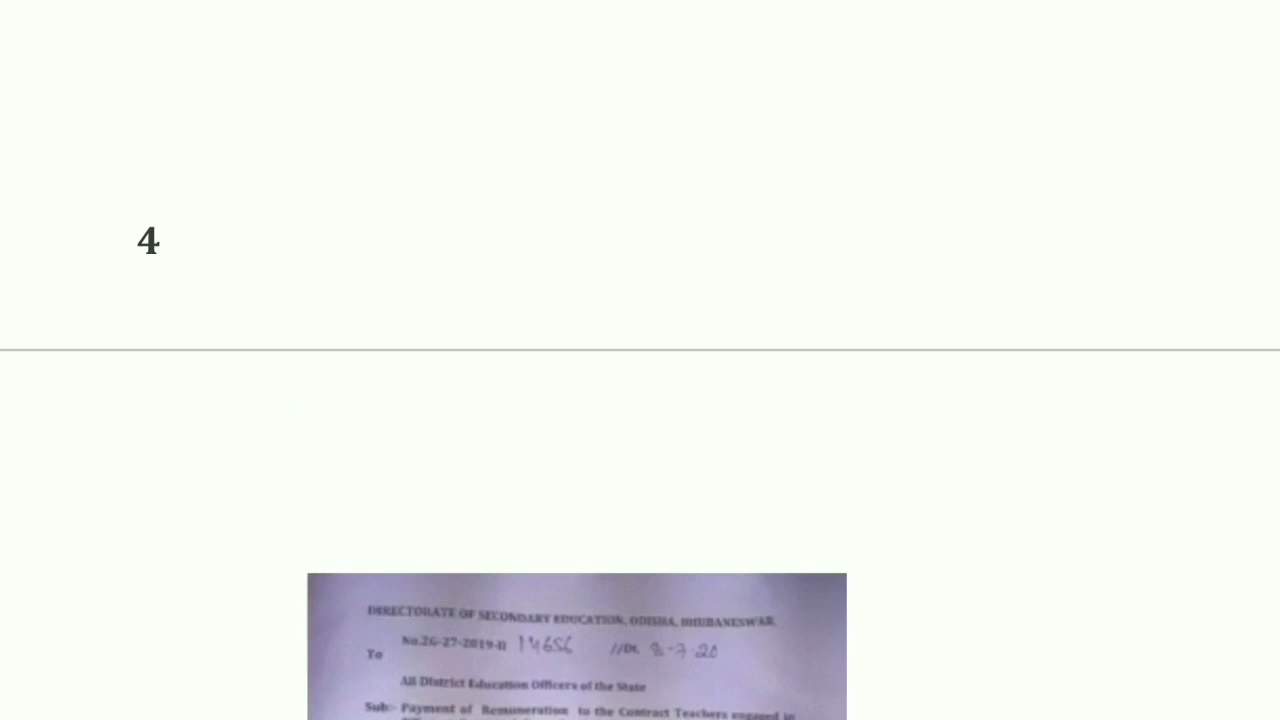 4
DIRECTORATE OF SECONDARY EDUCATION, ODISHA, BHUBANESWAR.
No.2G-27-2019-D 14656 //Dt. 8-7-20
To
All District Education Officers of the State
Sub:- Payment of Remuneration to the Contract Teachers engaged in